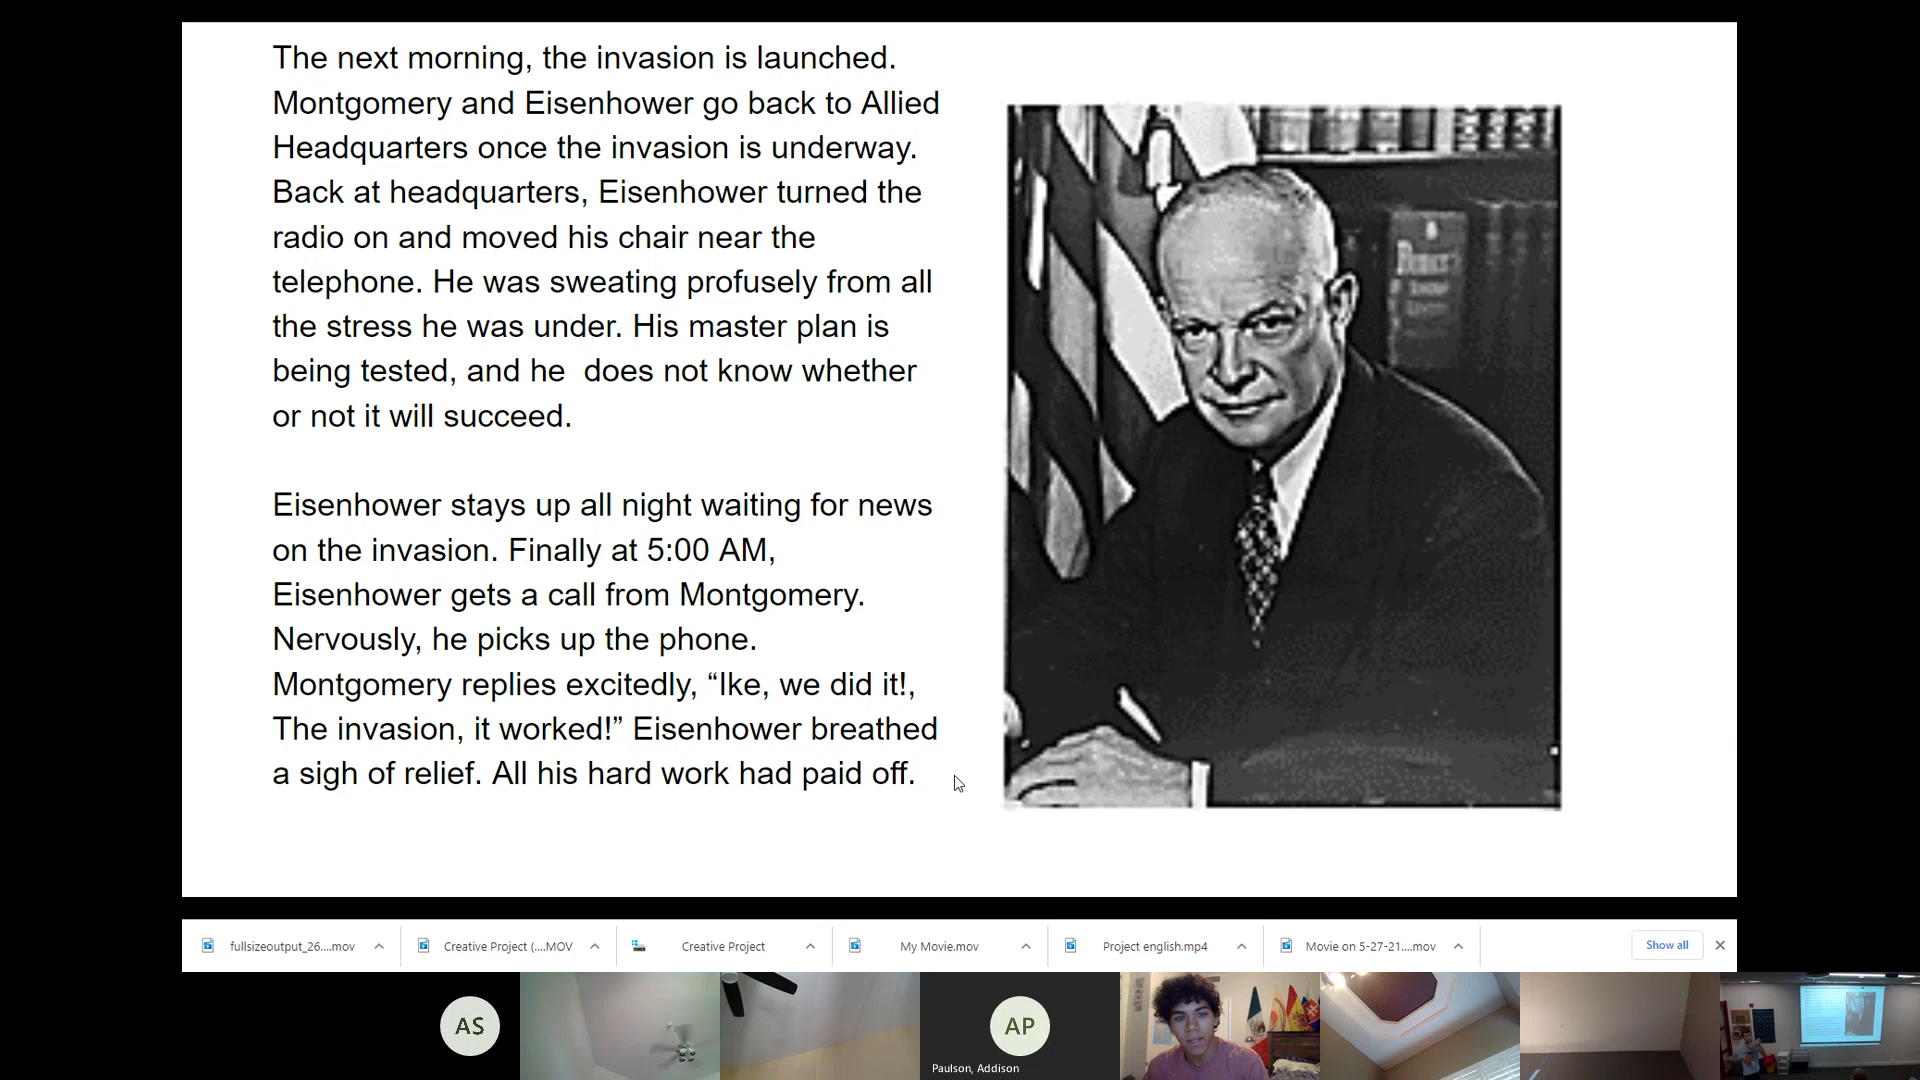 The next morning, the invasion is launched.
Montgomery and Eisenhower go back to Allied
Headquarters once the invasion is underway.
Back at headquarters, Eisenhower turned the
radio on and moved his chair near the
telephone. He was sweating profusely from all
the stress he was under. His master plan is
being tested, and he  does not know whether
or not it will succeed.
Eisenhower stays up all night waiting for news
on the invasion. Finally at 5:00 AM,
Eisenhower gets a call from Montgomery.
Nervously, he picks up the phone.
Montgomery replies excitedly, “Ike, we did it!,
The invasion, it worked!” Eisenhower breathed
a sigh of relief. All his hard work had paid off.
fullsizeoutput_26....mov
Creative Project (....MOV
Creative Project
My Movie.mov
Project english.mp4
Movie on 5-27-21....mov
Show all
AS
AP
Paulson, Addison